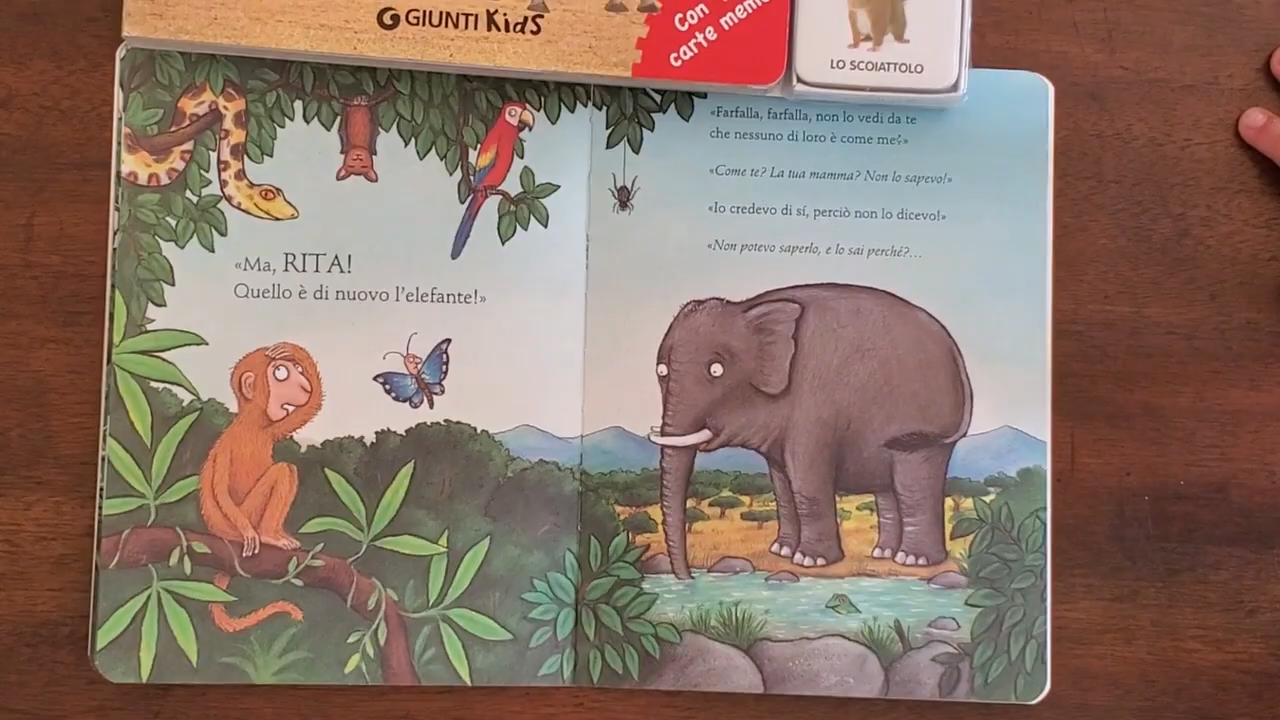 GIUNTI KidS
Con
carte memo
LO SCOIATTOLO
«Ma, RITA!
Quello è di nuovo l'elefante!»
«Farfalla, farfalla, non lo vedi da te
che nessuno di loro è come me?»
«Come te? La tua mamma? Non lo sapevo!»
«Io credevo di sí, perciò non lo dicevo!»
«Non potevo saperlo, e lo sai perché?...